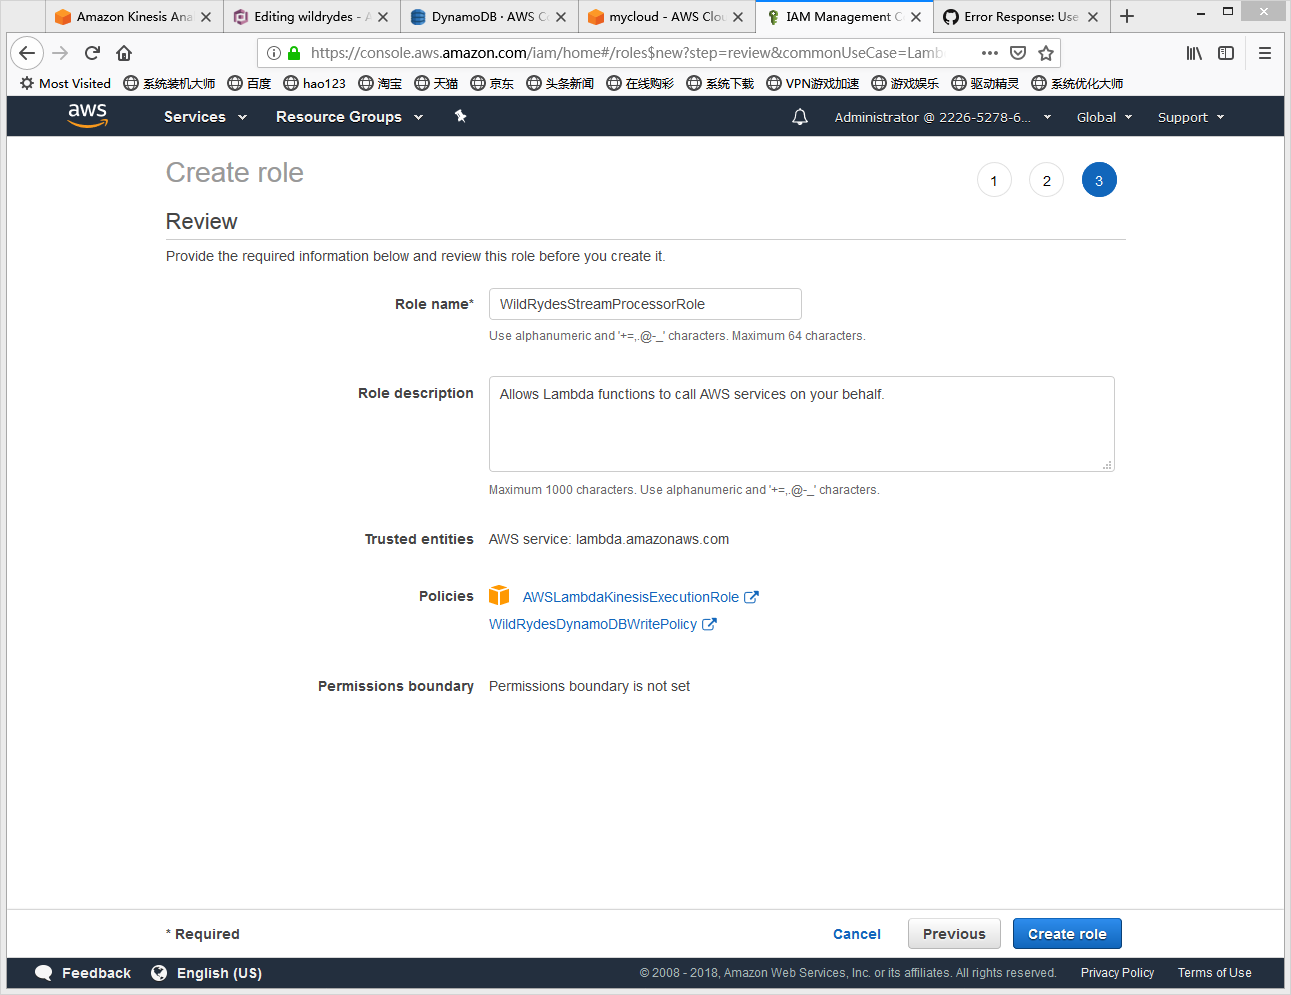 Amazon Kinesis Ana
Editing wildrydes - A
DynamoDB · AWS Co
mycloud - AWS Clou
IAM Management C
Error Response: Use
https://console.aws.amazon.com/iam/home#/roles$new?step=review&commonUseCase=Lamb
Most Visited 系统装机大师 百度 hao123 淘宝 天猫 京东 头条新闻 在线购彩 系统下载 VPN游戏加速 游戏娱乐 驱动精灵 系统优化大师
aws Services Resource Groups Administrator @ 2226-5278-6... Global Support
Create role 1 2 3
Review
Provide the required information below and review this role before you create it.
Role name* WildRydesStreamProcessorRole
Use alphanumeric and '+=,.@-_' characters. Maximum 64 characters.
Role description Allows Lambda functions to call AWS services on your behalf.
Maximum 1000 characters. Use alphanumeric and '+=,.@-_' characters.
Trusted entities AWS service: lambda.amazonaws.com
Policies AWSLambdaKinesisExecutionRole
WildRydesDynamoDBWritePolicy
Permissions boundary Permissions boundary is not set
* Required Cancel Previous Create role
Feedback English (US) © 2008 - 2018, Amazon Web Services, Inc. or its affiliates. All rights reserved. Privacy Policy Terms of Use